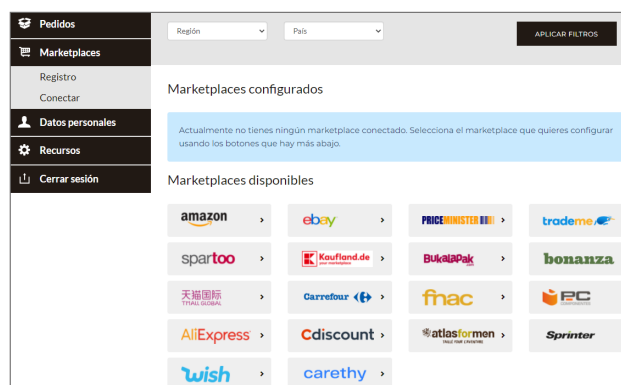 Pedidos
Marketplaces
Registro
Conectar
Datos personales
Recursos
Cerrar sesión
Región
País
APLICAR FILTROS
Marketplaces configurados
Actualmente no tienes ningún marketplace conectado. Selecciona el marketplace que quieres configurar
usando los botones que hay más abajo.
Marketplaces disponibles
amazon
ebay
PRICEMINISTER
trademe
spartoo
Kaufland.de
your marketplace
BukaLaPak
bonanza
天猫国际
TMALL GLOBAL
Carrefour
fnac
PC
COMPONENTES
AliExpress
Cdiscount
atlasformen
Sprinter
wish
carethy